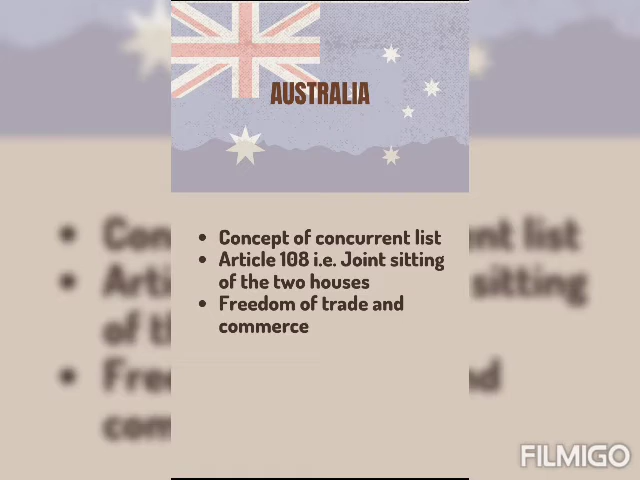 AUSTRALIA
• Concept of concurrent list
• Article 108 i.e. Joint sitting
of the two houses
• Freedom of trade and
commerce
FILMIGO